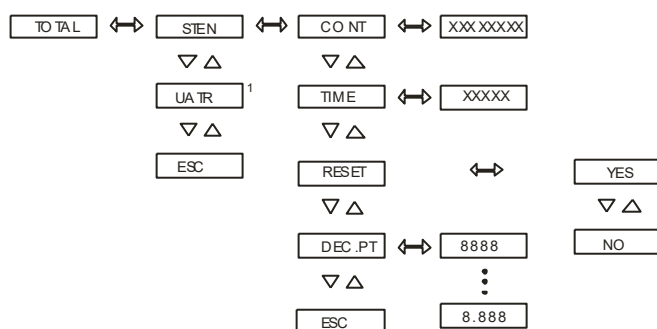 TOTAL STEN CONT XXXXXXXX
UATR 1 TIME XXXXX
ESC RESET YES
DEC.PT 8888 NO
ESC 8.888